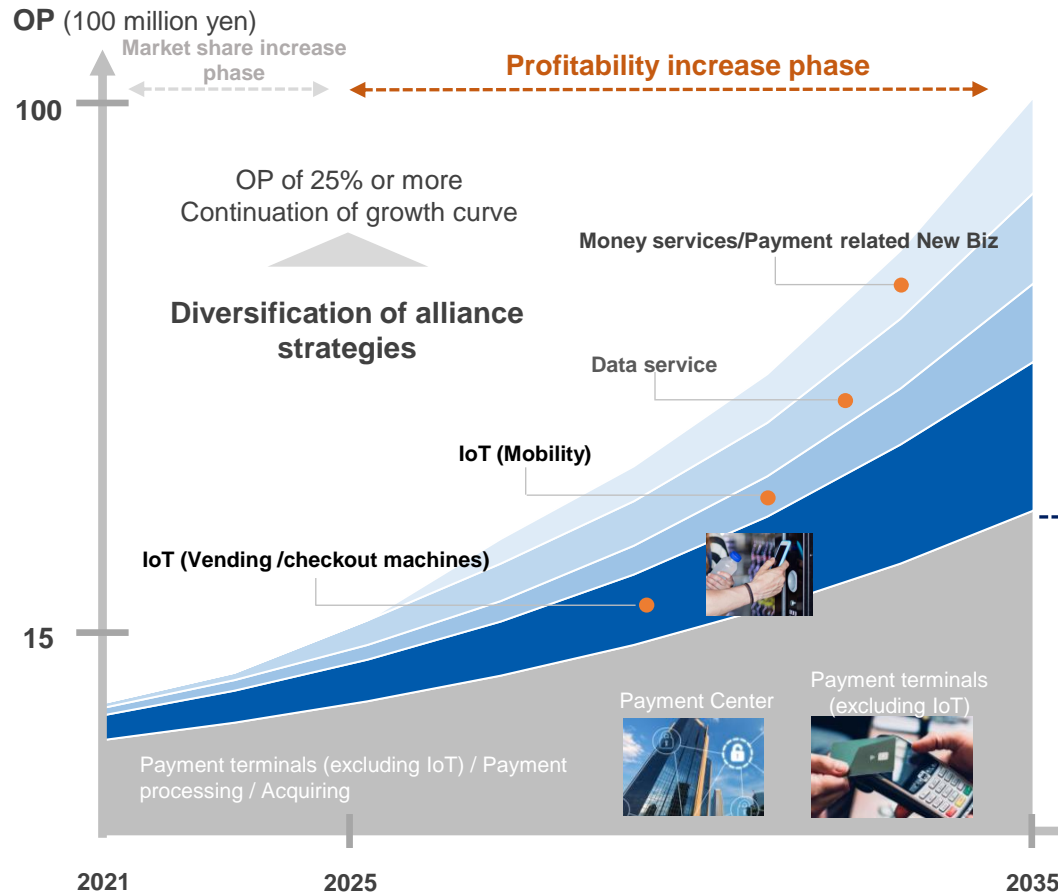 OP (100 million yen)
Market share increase
phase
Profitability increase phase
100
OP of 25% or more
Continuation of growth curve
Money services/Payment related New Biz
Diversification of alliance
strategies
Data service
IoT (Mobility)
IoT (Vending /checkout machines)
15
Payment Center
Payment terminals
(excluding IoT)
Payment terminals (excluding IoT) / Payment
processing / Acquiring
2021
2025
2035